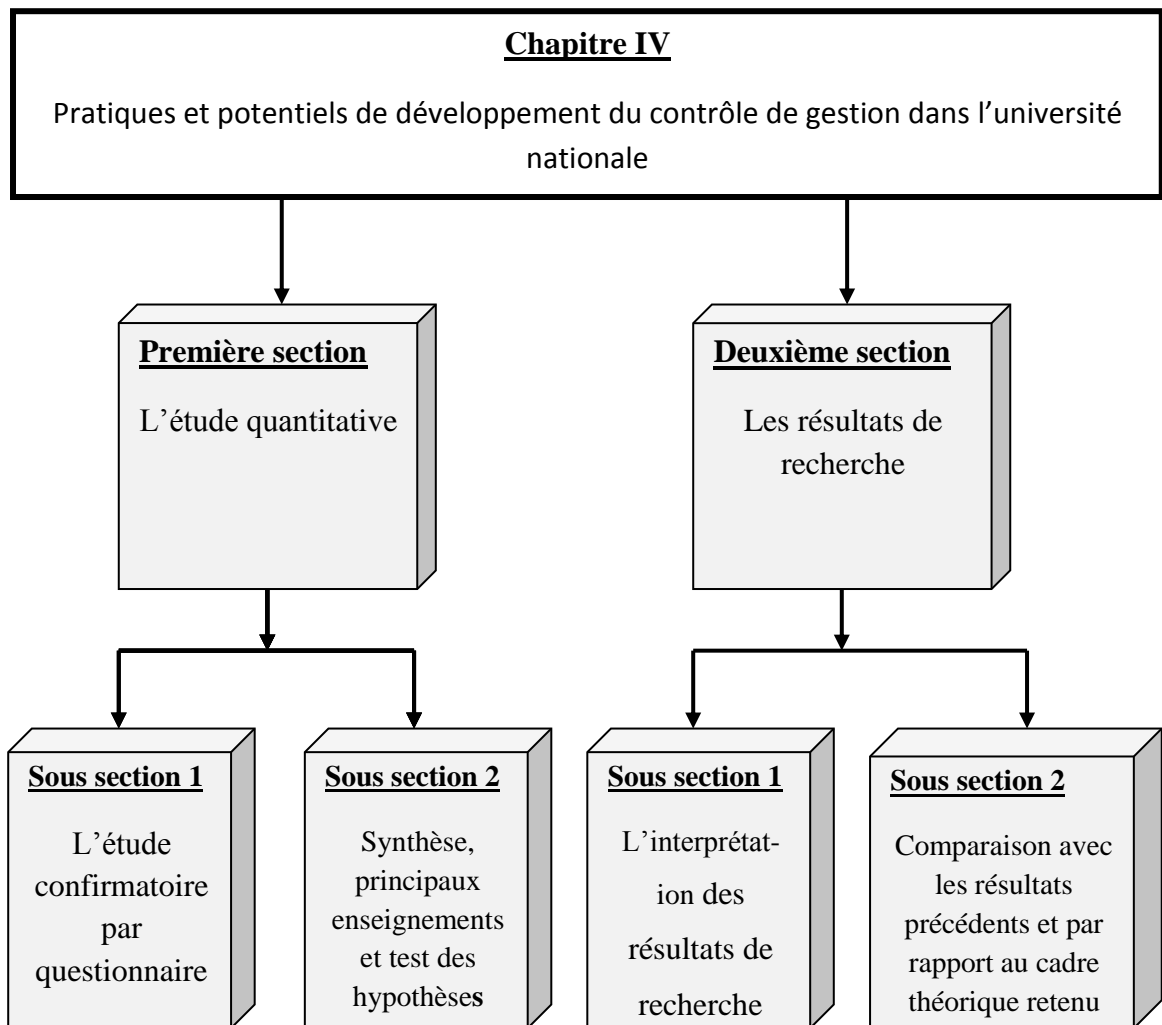 Chapitre IV
Pratiques et potentiels de développement du contrôle de gestion dans l’université
nationale
Première section
L’étude quantitative
Deuxième section
Les résultats de
recherche
Sous section 1
L’étude
confirmatoire
par
questionnaire
Sous section 2
Synthèse,
principaux
enseignements
et test des
hypothèses
Sous section 1
L’interprétat-
ion des
résultats de
recherche
Sous section 2
Comparaison avec
les résultats
précédents et par
rapport au cadre
théorique retenu